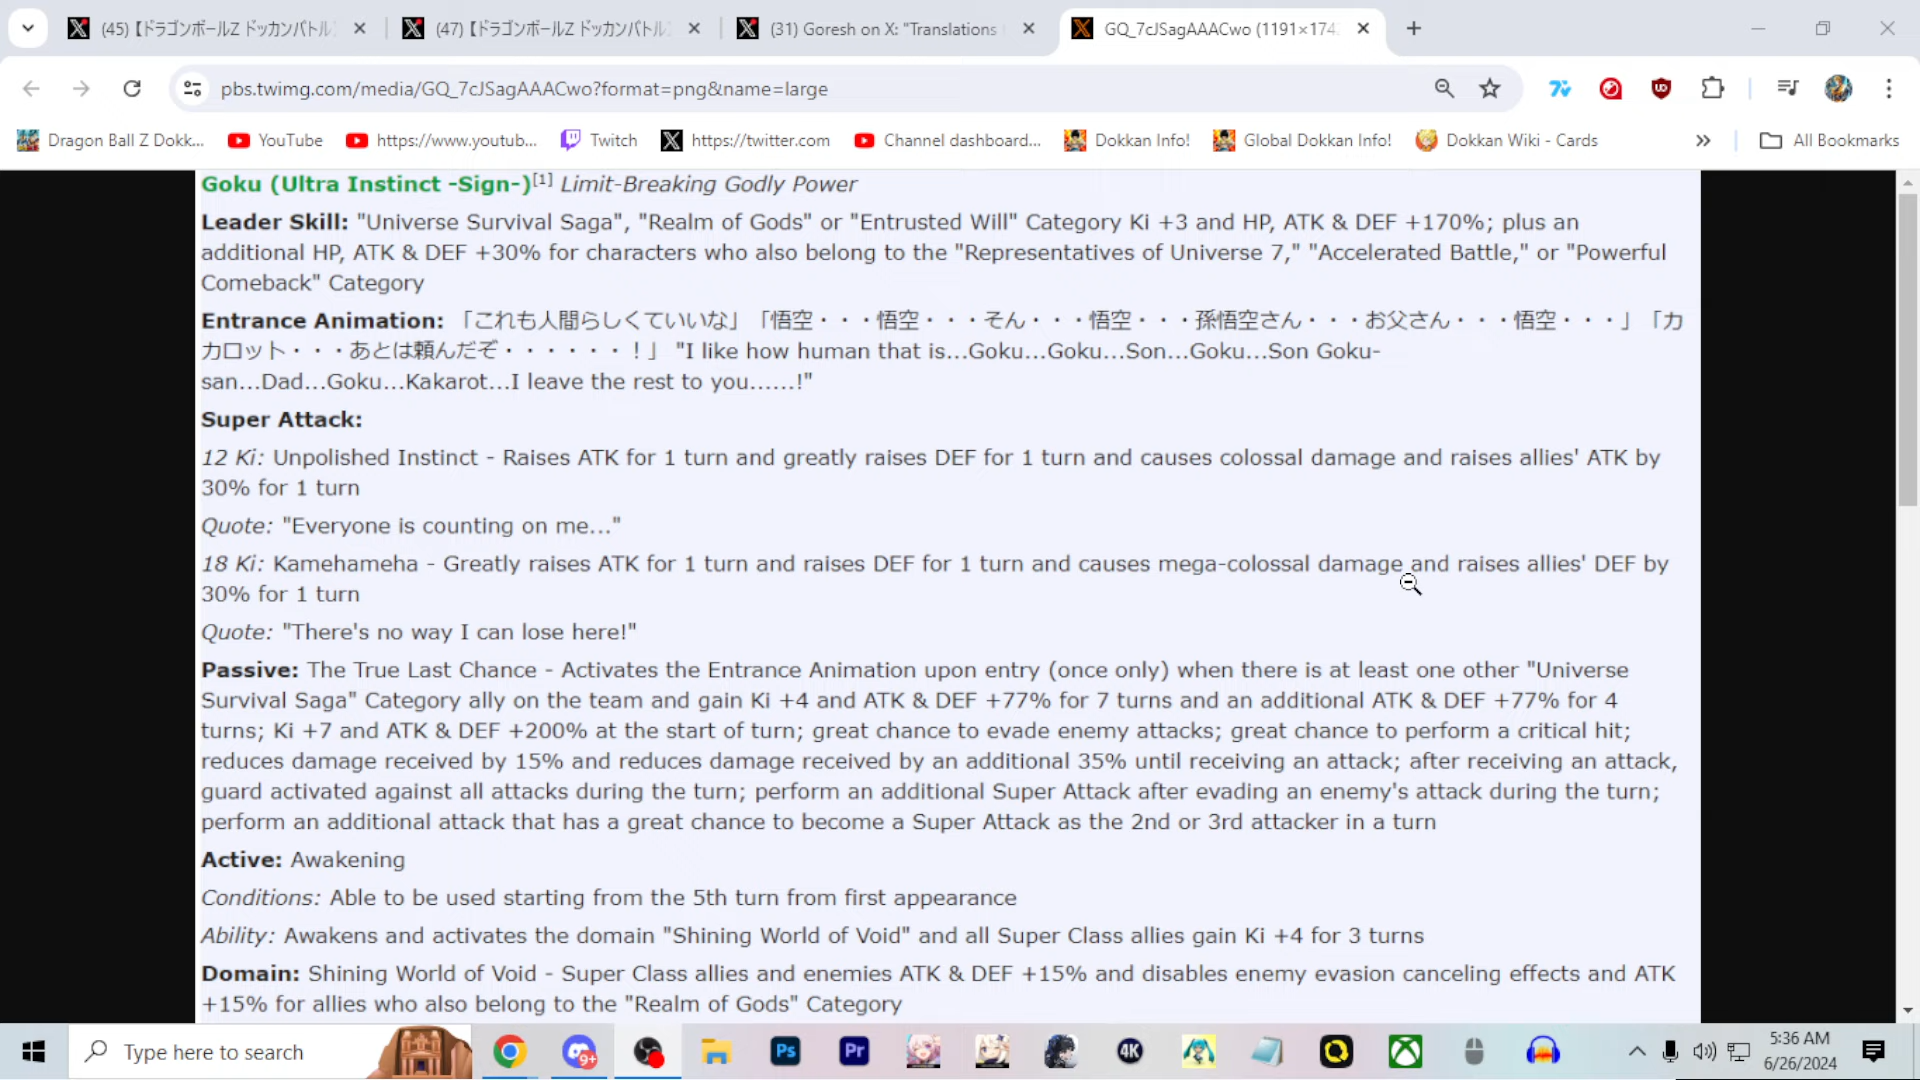 (45) 【ドラゴンボールZ ドッカンバトル
(47) 【ドラゴンボールZ ドッカンバトル
(31) Goresh on X: "Translations
GQ_7cJSagAAACwo (1191×174
pbs.twimg.com/media/GQ_7cJSagAAACwo?format=png&name=large
Dragon Ball Z Dokk...
YouTube
https://www.youtub...
Twitch
https://twitter.com
Channel dashboard...
Dokkan Info!
Global Dokkan Info!
Dokkan Wiki - Cards
All Bookmarks
Goku (Ultra Instinct -Sign-)[1] Limit-Breaking Godly Power
Leader Skill: "Universe Survival Saga", "Realm of Gods" or "Entrusted Will" Category Ki +3 and HP, ATK & DEF +170%; plus an
additional HP, ATK & DEF +30% for characters who also belong to the "Representatives of Universe 7," "Accelerated Battle," or "Powerful
Comeback" Category
Entrance Animation: 「これも人間らしくていいな」「悟空・・・悟空・・・そん・・・悟空・・・孫悟空さん・・・お父さん・・・悟空・・・」「カ
カロット・・・あとは頼んだぞ・・・・・・！」 "I like how human that is...Goku...Goku...Son...Goku...Son Goku-
san...Dad...Goku...Kakarot...I leave the rest to you......!"
Super Attack:
12 Ki: Unpolished Instinct - Raises ATK for 1 turn and greatly raises DEF for 1 turn and causes colossal damage and raises allies' ATK by
30% for 1 turn
Quote: "Everyone is counting on me..."
18 Ki: Kamehameha - Greatly raises ATK for 1 turn and raises DEF for 1 turn and causes mega-colossal damage and raises allies' DEF by
30% for 1 turn
Quote: "There's no way I can lose here!"
Passive: The True Last Chance - Activates the Entrance Animation upon entry (once only) when there is at least one other "Universe
Survival Saga" Category ally on the team and gain Ki +4 and ATK & DEF +77% for 7 turns and an additional ATK & DEF +77% for 4
turns; Ki +7 and ATK & DEF +200% at the start of turn; great chance to evade enemy attacks; great chance to perform a critical hit;
reduces damage received by 15% and reduces damage received by an additional 35% until receiving an attack; after receiving an attack,
guard activated against all attacks during the turn; perform an additional Super Attack after evading an enemy's attack during the turn;
perform an additional attack that has a great chance to become a Super Attack as the 2nd or 3rd attacker in a turn
Active: Awakening
Conditions: Able to be used starting from the 5th turn from first appearance
Ability: Awakens and activates the domain "Shining World of Void" and all Super Class allies gain Ki +4 for 3 turns
Domain: Shining World of Void - Super Class allies and enemies ATK & DEF +15% and disables enemy evasion canceling effects and ATK
+15% for allies who also belong to the "Realm of Gods" Category
Type here to search
9+
Ps
Pr
4K
5:36 AM
6/26/2024